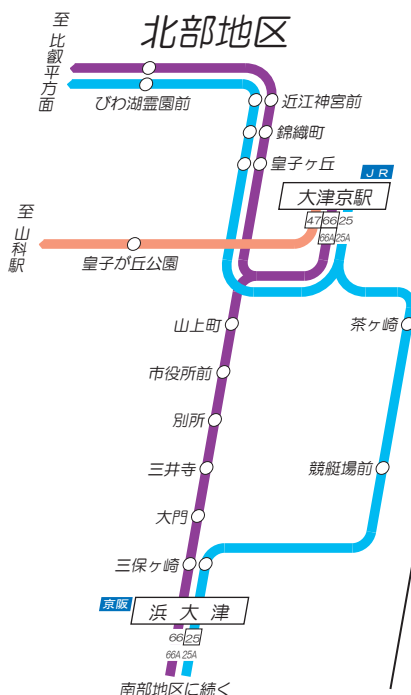 北部地区
至 比叡平方面
びわ湖霊園前
近江神宮前
錦織町
皇子ヶ丘
JR
大津京駅
47 66 25
66A 25A
至 山科駅
皇子が丘公園
山上町
茶ヶ崎
市役所前
別所
三井寺
競艇場前
大門
三保ヶ崎
京阪
浜大津
66 25
66A 25A
南部地区に続く